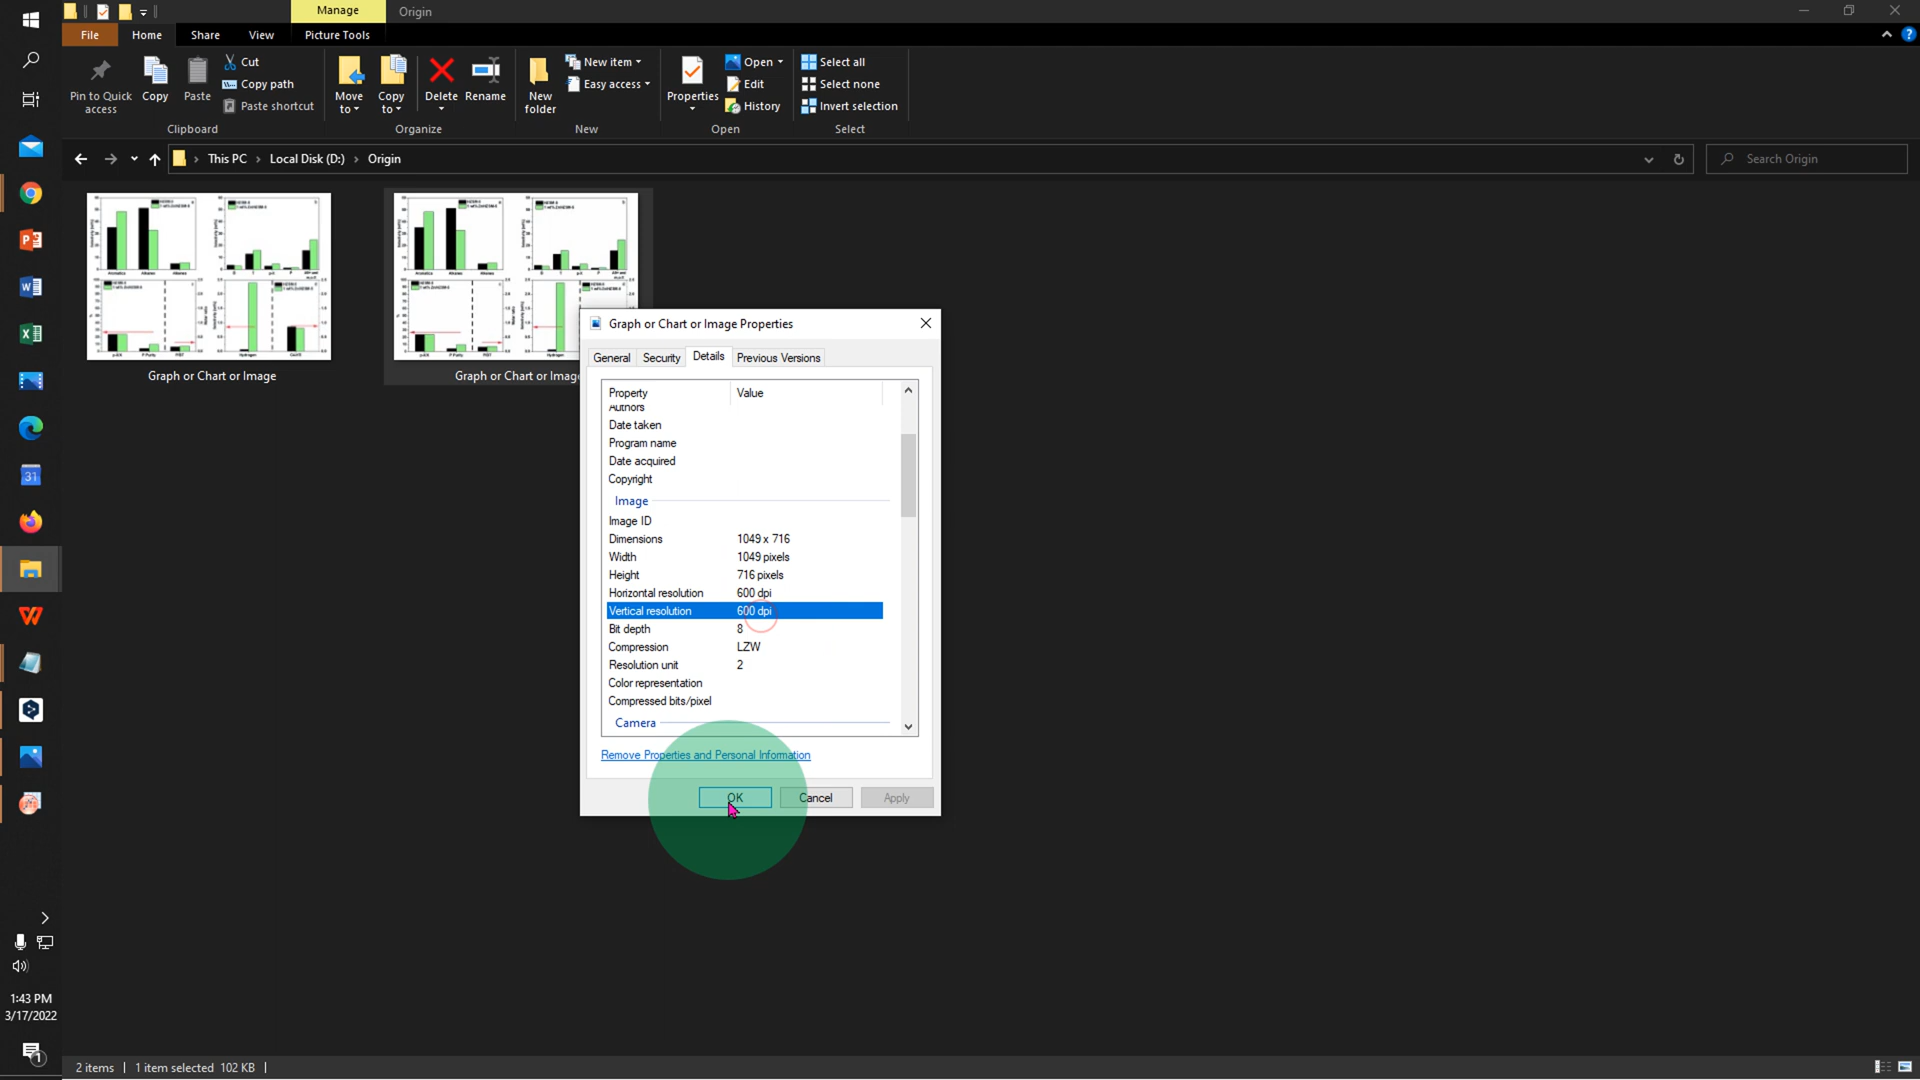 Manage
Origin
File
Home
Share
View
Picture Tools
Pin to Quick access
Copy
Paste
Cut
Copy path
Paste shortcut
Clipboard
Move to
Copy to
Delete
Rename
Organize
New folder
New item
Easy access
New
Properties
Open
Edit
History
Open
Select all
Select none
Invert selection
Select
This PC
Local Disk (D:)
Origin
Search Origin
Graph or Chart or Image
Graph or Chart or Imag
Graph or Chart or Image Properties
General
Security
Details
Previous Versions
Property Value
Authors
Date taken
Program name
Date acquired
Copyright
Image
Image ID
Dimensions 1049 x 716
Width 1049 pixels
Height 716 pixels
Horizontal resolution 600 dpi
Vertical resolution 600 dpi
Bit depth 8
Compression LZW
Resolution unit 2
Color representation
Compressed bits/pixel
Camera
Remove Properties and Personal Information
OK
Cancel
Apply
31
1:43 PM
3/17/2022
1
2 items
1 item selected 102 KB